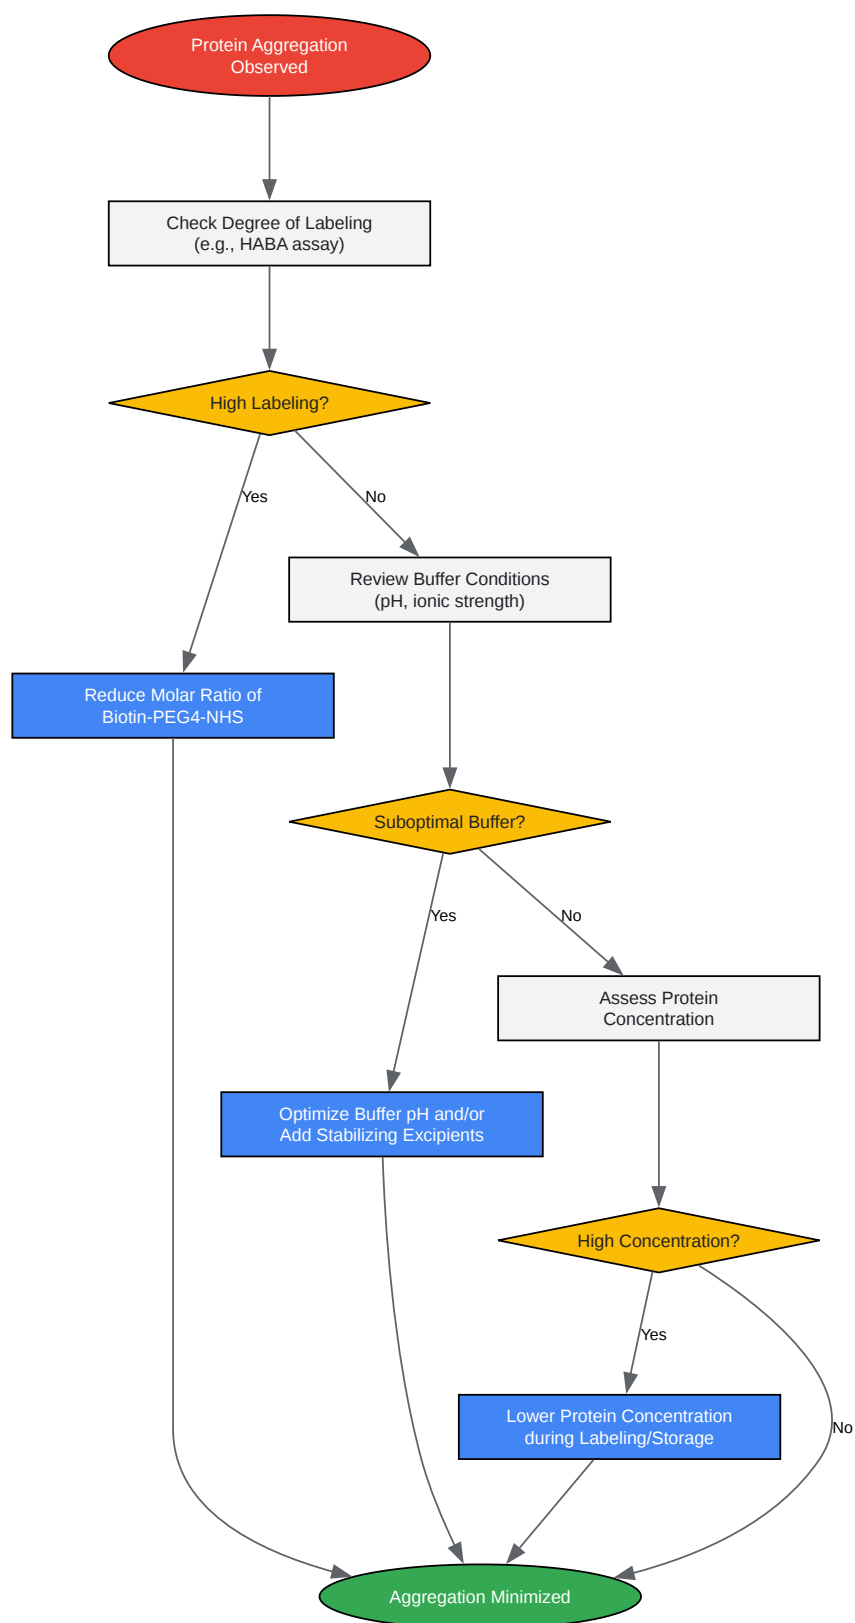 Protein Aggregation
Observed
Check Degree of Labeling
(e.g., HABA assay)
High Labeling?
Yes
No
Review Buffer Conditions
(pH, ionic strength)
Reduce Molar Ratio of
Biotin-PEG4-NHS
Suboptimal Buffer?
Yes
No
Assess Protein
Concentration
Optimize Buffer pH and/or
Add Stabilizing Excipients
High Concentration?
Yes
Lower Protein Concentration
during Labeling/Storage
No
Aggregation Minimized